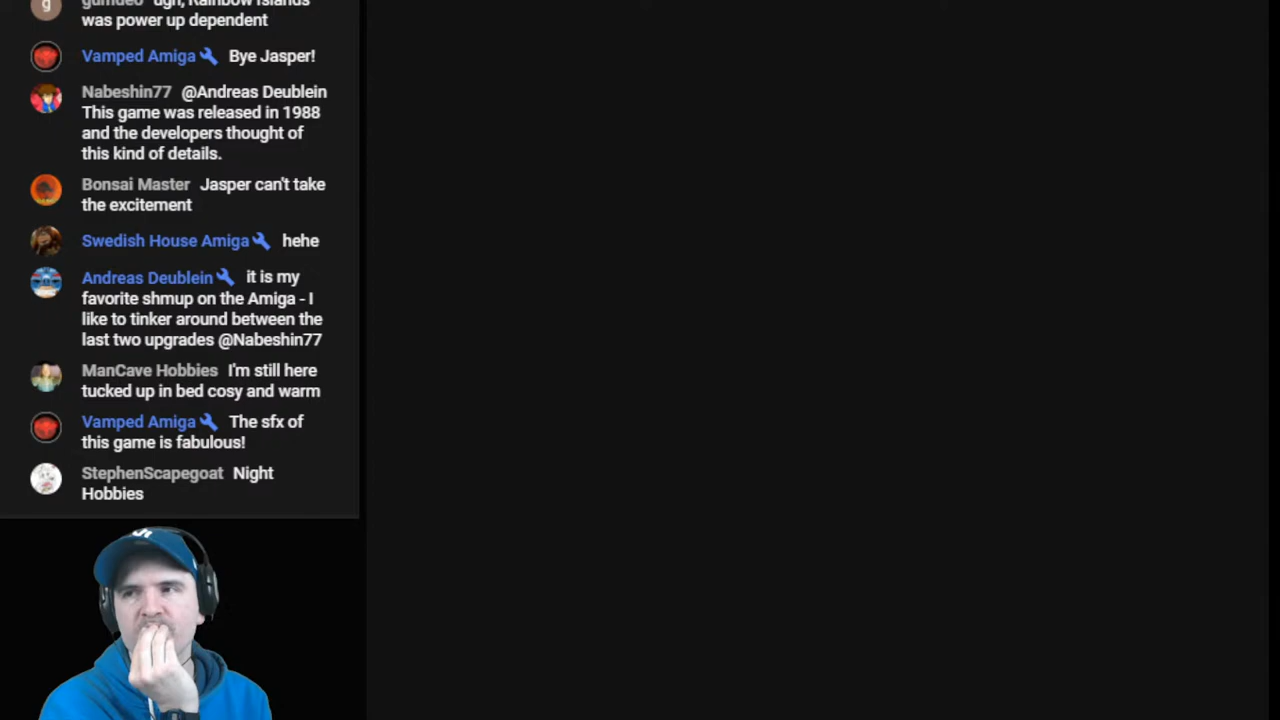 g
gumdeo ugh, Rainbow Islands
was power up dependent
Vamped Amiga Bye Jasper!
Nabeshin77 @Andreas Deublein
This game was released in 1988
and the developers thought of
this kind of details.
Bonsai Master Jasper can't take
the excitement
Swedish House Amiga hehe
Andreas Deublein it is my
favorite shmup on the Amiga - I
like to tinker around between the
last two upgrades @Nabeshin77
ManCave Hobbies I'm still here
tucked up in bed cosy and warm
Vamped Amiga The sfx of
this game is fabulous!
StephenScapegoat Night
Hobbies